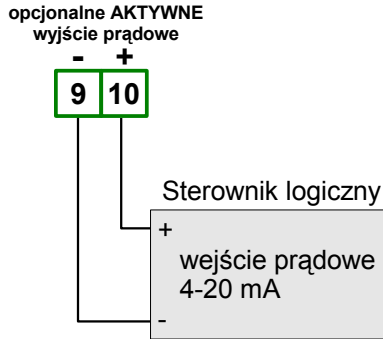 opcjonalne AKTYWNE
wyjście prądowe
- +
9 10
Sterownik logiczny
+
wejście prądowe
4-20 mA
-